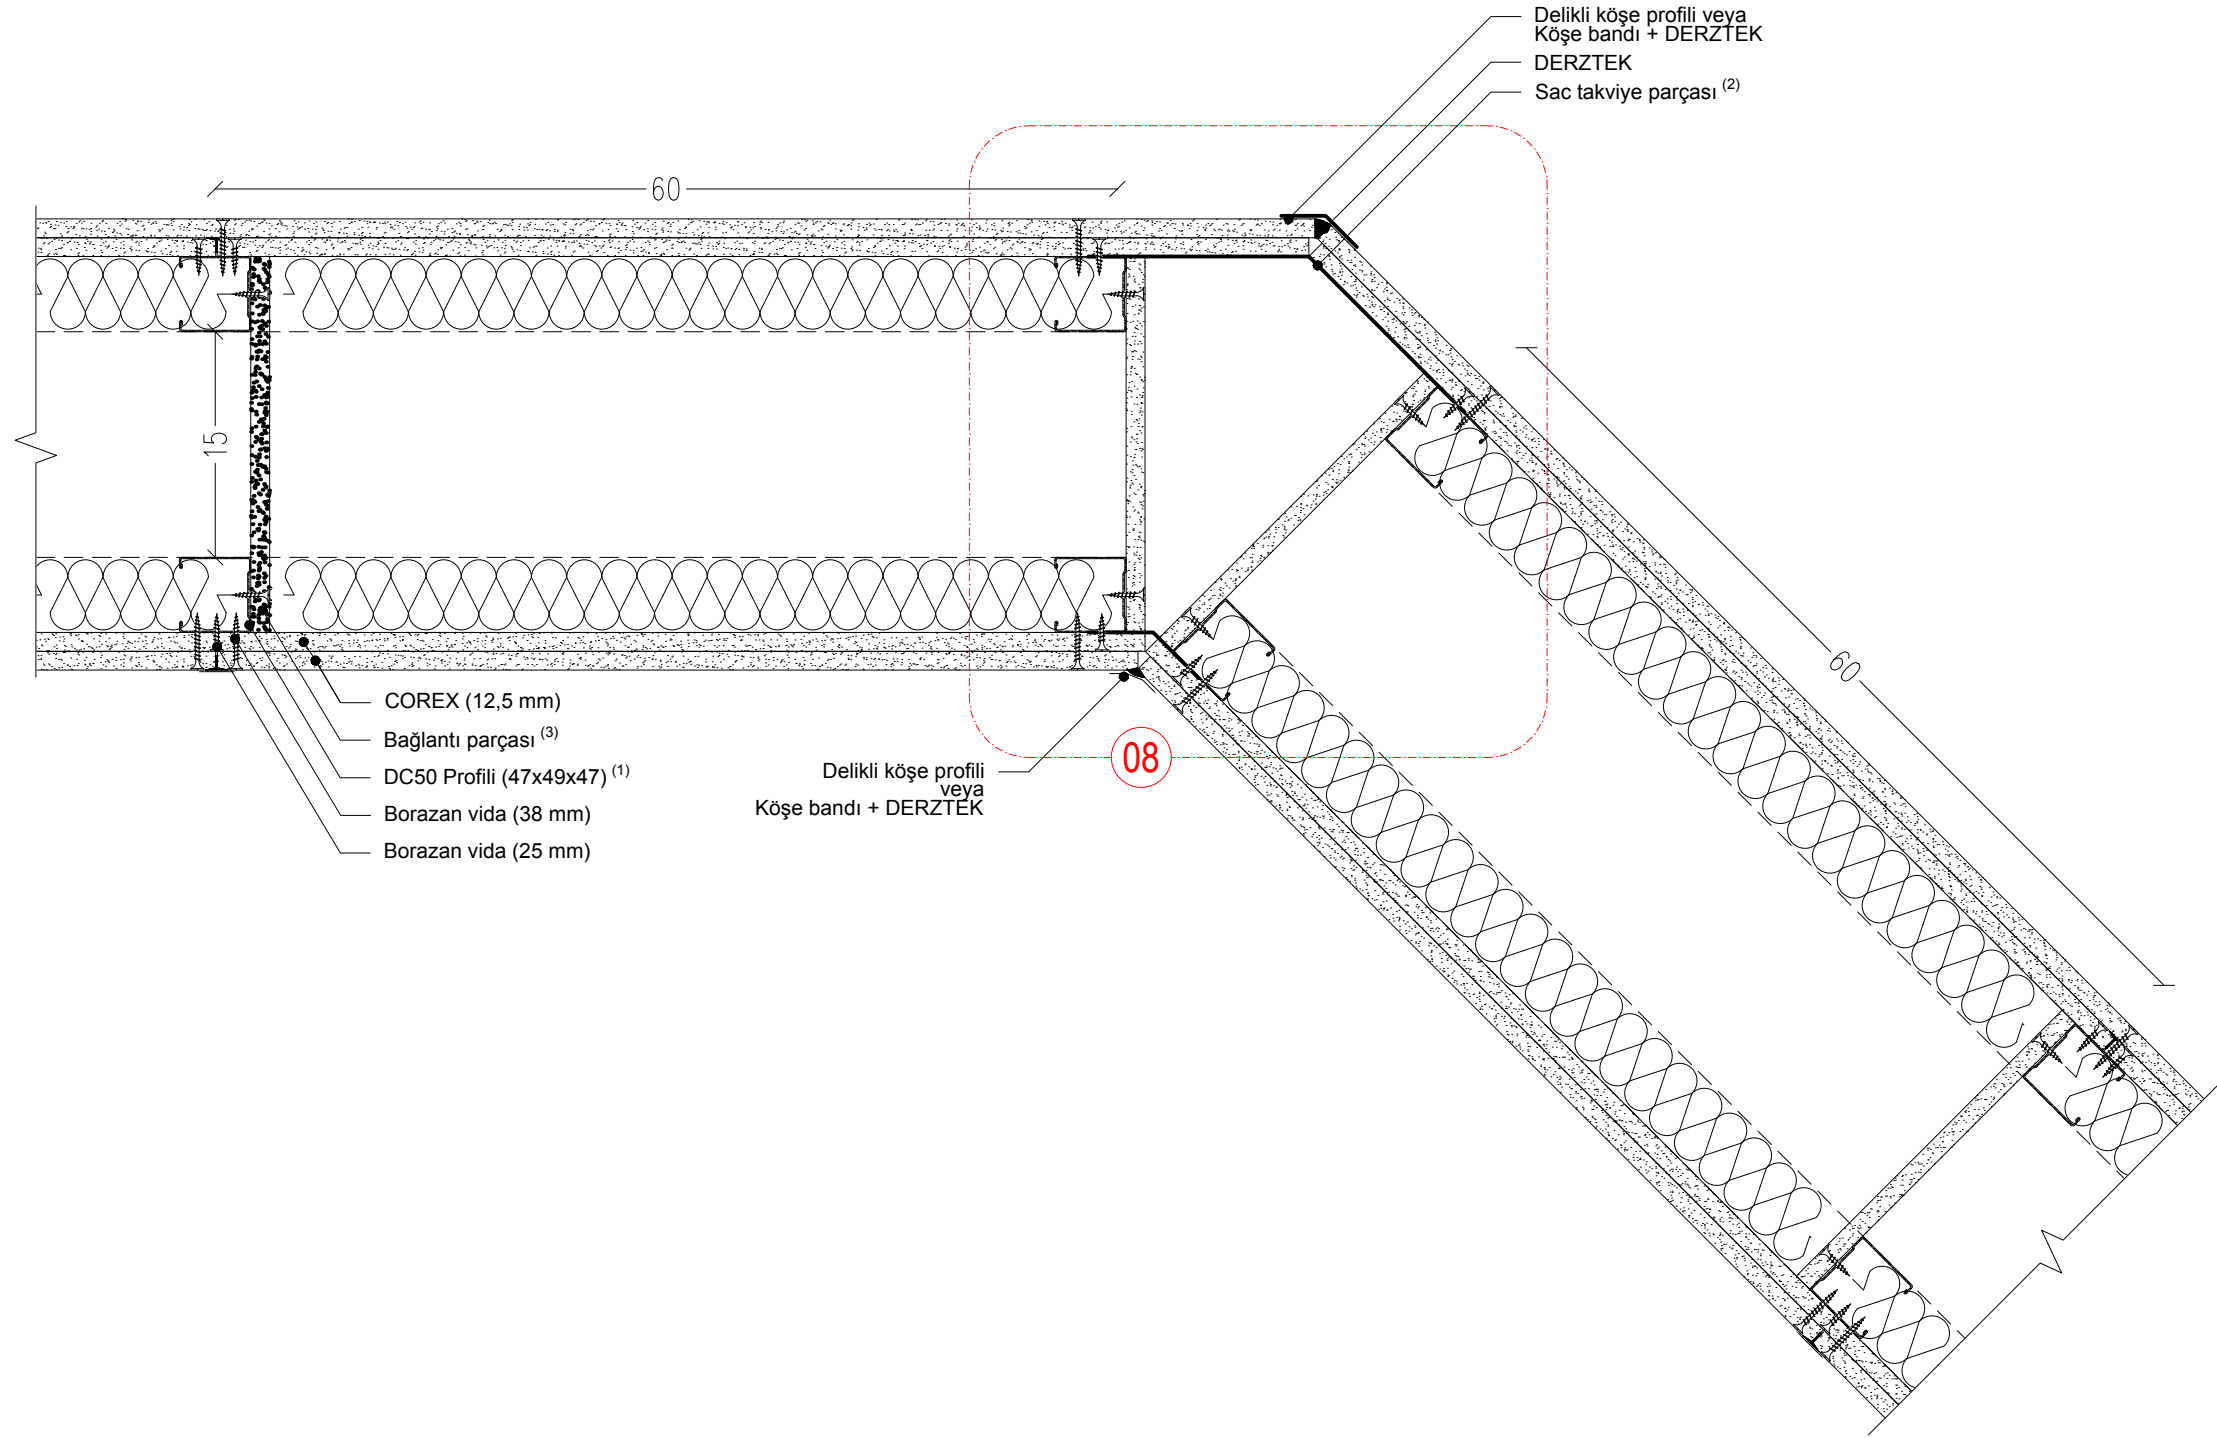 Delikli köşe profili veya
Köşe bandı + DERZTEK
DERZTEK
Sac takviye parçası (2)
60
15
60
COREX (12,5 mm)
Bağlantı parçası (3)
DC50 Profili (47x49x47) (1)
Borazan vida (38 mm)
Borazan vida (25 mm)
Delikli köşe profili
veya
Köşe bandı + DERZTEK
08